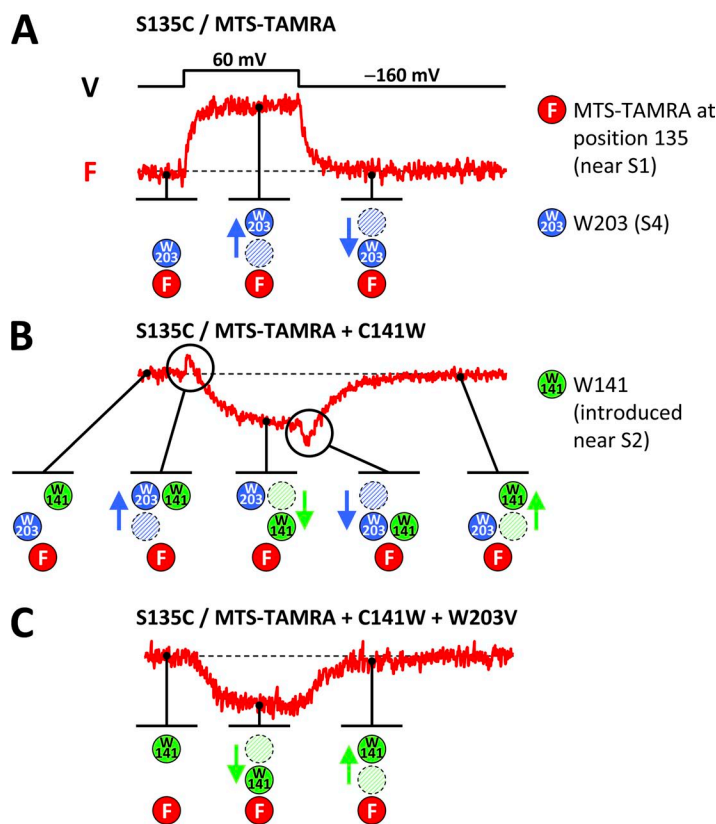 A
S135C / MTS-TAMRA
V
60 mV
−160 mV
F
F
MTS-TAMRA at
position 135
(near S1)
W
203
W203 (S4)
W
203
W
203
W
203
F
F
F
B
S135C / MTS-TAMRA + C141W
W
141
W141
(introduced
near S2)
W
141
W
203
W
141
W
203
W
141
W
203
F
W
141
W
203
W
141
W
203
F
F
F
F
C
S135C / MTS-TAMRA + C141W + W203V
W
141
W
141
W
141
F
F
F